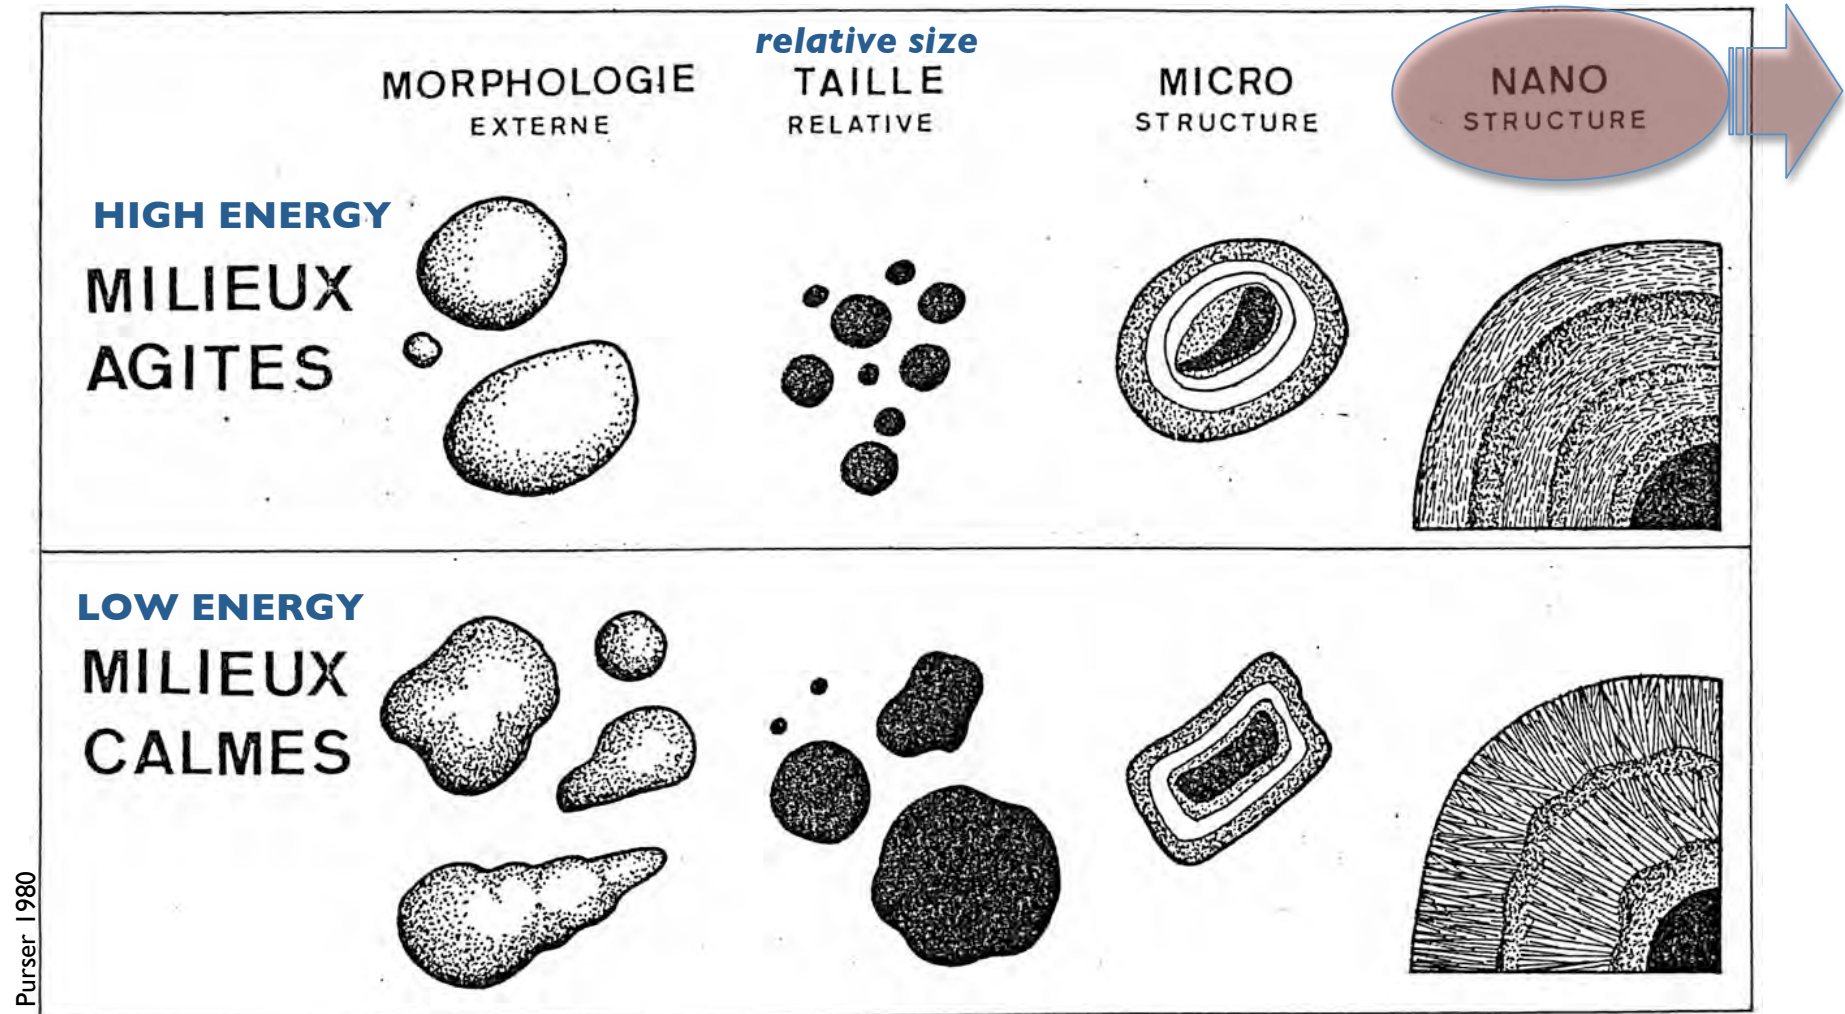 relative size
MORPHOLOGIE
EXTERNE
TAILLE
RELATIVE
MICRO
STRUCTURE
NANO
STRUCTURE
HIGH ENERGY
MILIEUX
AGITES
LOW ENERGY
MILIEUX
CALMES
Purser 1980